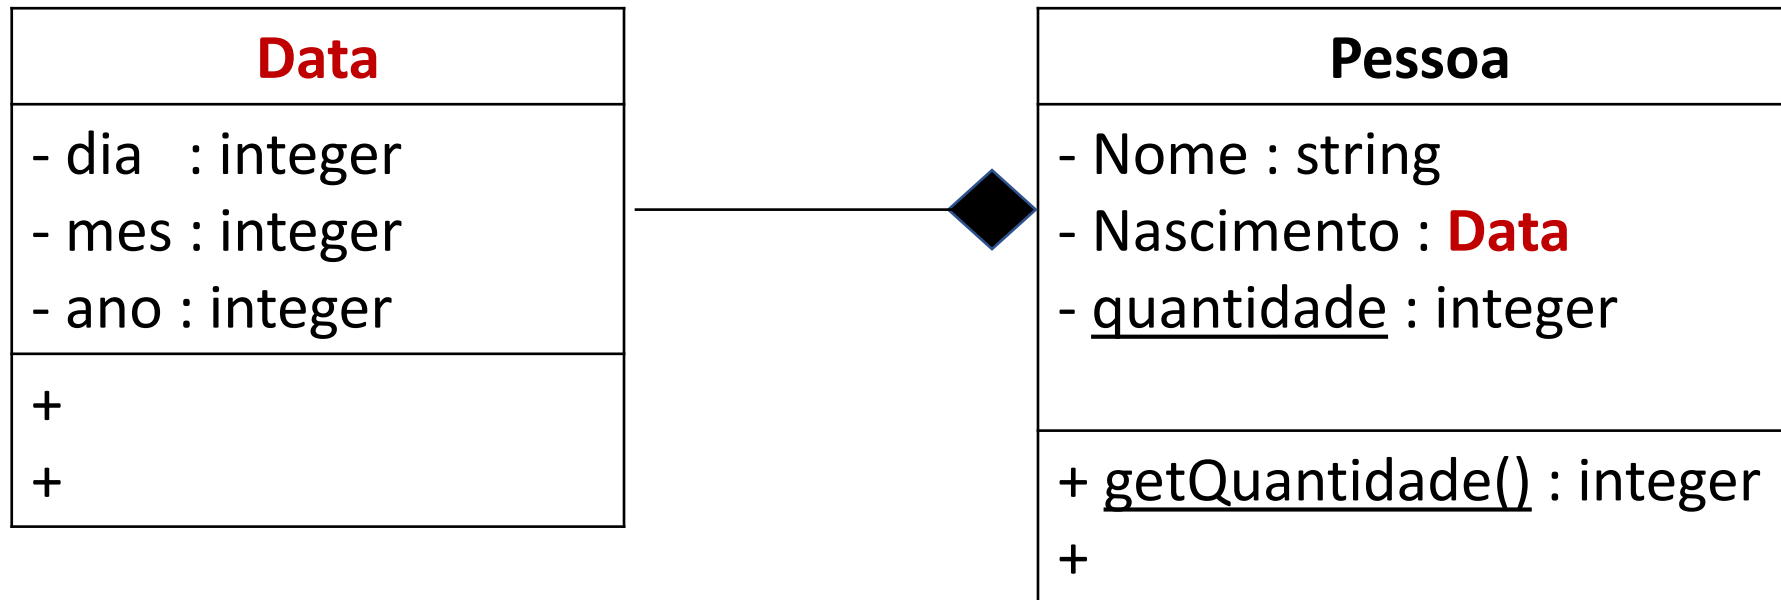 Data
- dia : integer
- mes : integer
- ano : integer
+
+
Pessoa
- Nome : string
- Nascimento : Data
- quantidade : integer
+ getQuantidade() : integer
+